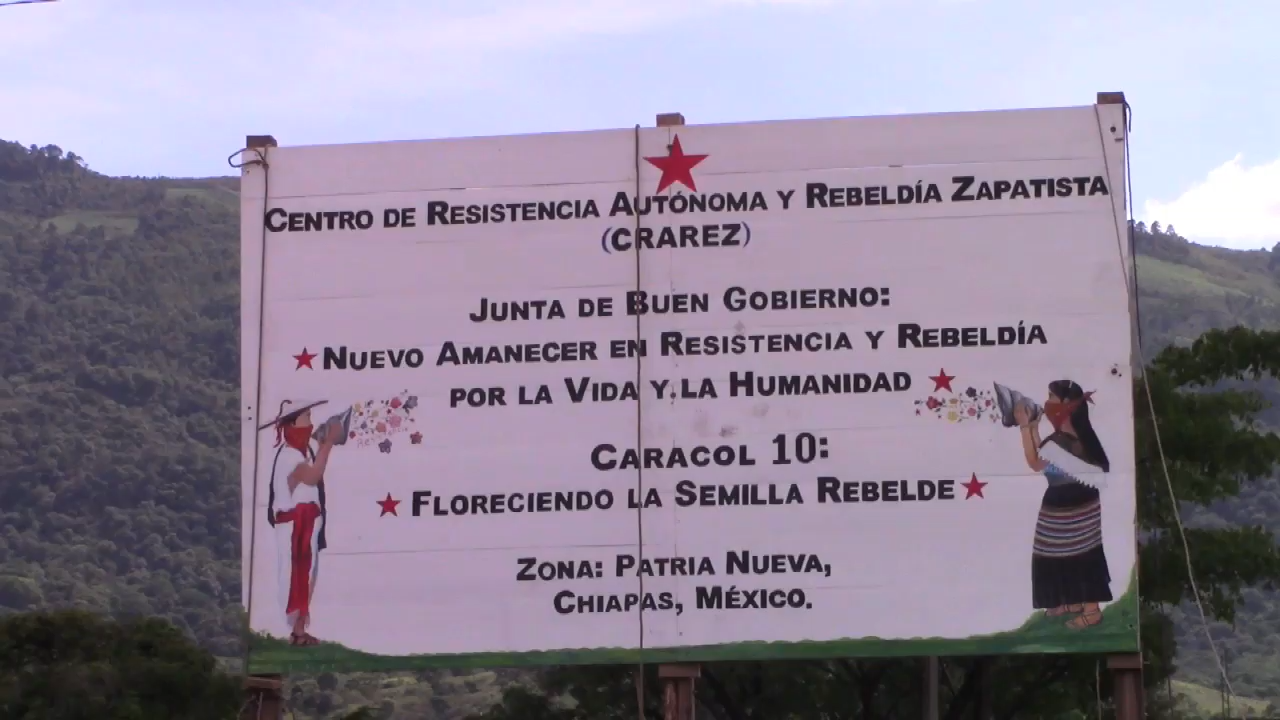 CENTRO DE RESISTENCIA AUTÓNOMA Y REBELDÍA ZAPATISTA
(CRAREZ)
JUNTA DE BUEN GOBIERNO:
NUEVO AMANECER EN RESISTENCIA Y REBELDÍA
POR LA VIDA Y LA HUMANIDAD
CARACOL 10:
FLORECIENDO LA SEMILLA REBELDE
ZONA: PATRIA NUEVA,
CHIAPAS, MÉXICO.